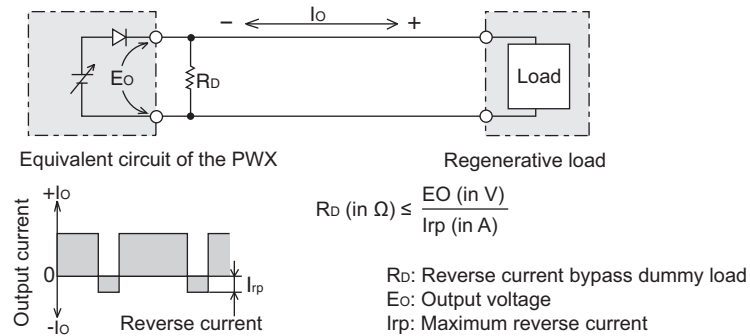 − IO +
EO
RD
Load
Equivalent circuit of the PWX
Regenerative load
+IO
Output current
0
-IO
Irp
Reverse current
RD (in Ω) ≤ EO (in V)
Irp (in A)
RD: Reverse current bypass dummy load
EO: Output voltage
Irp: Maximum reverse current